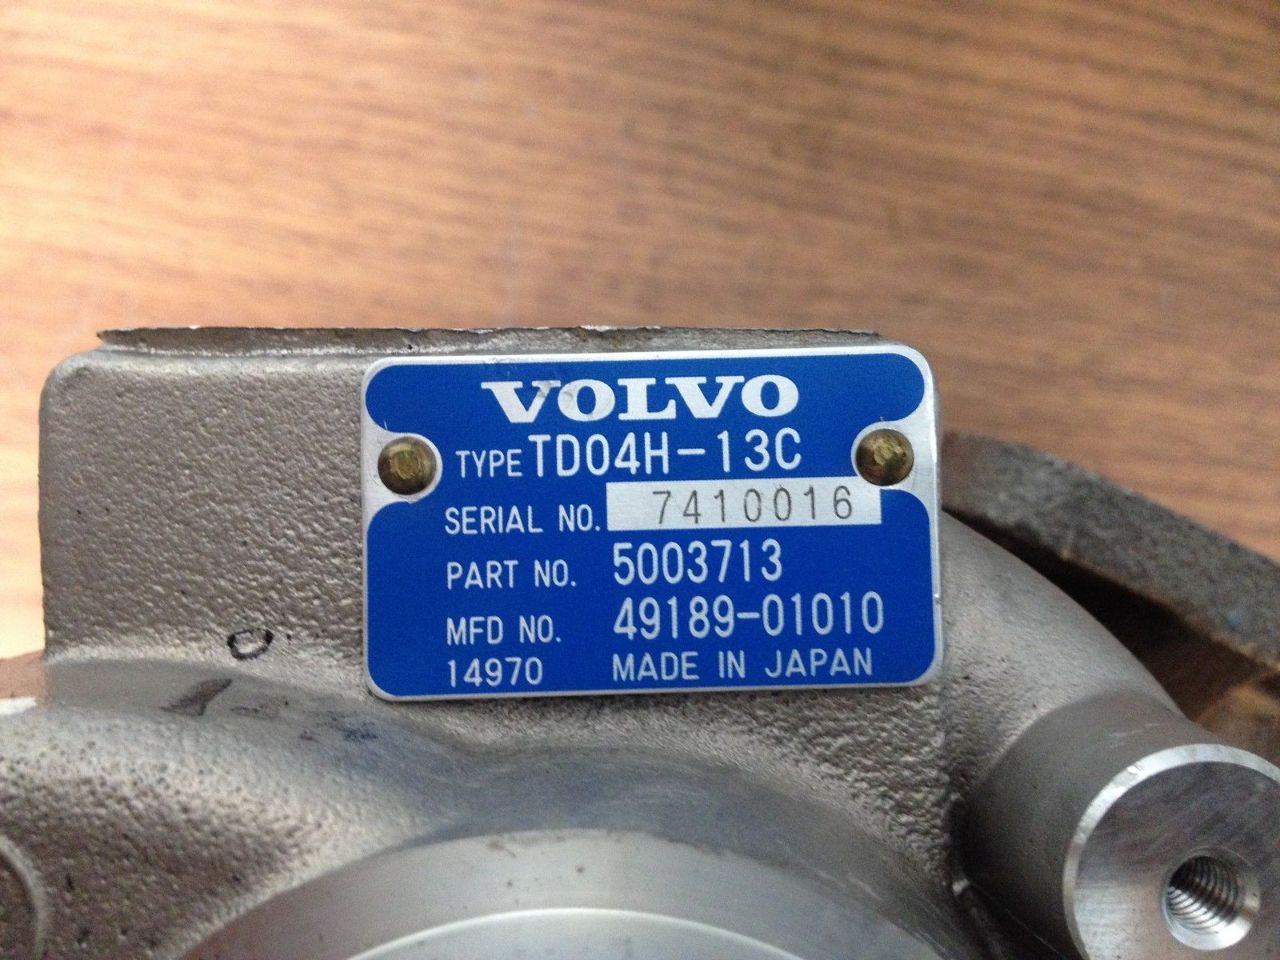 VOLVO
TYPE TD04H-13C
SERIAL NO. 7410016
PART NO. 5003713
MFD NO. 49189-01010
14970 MADE IN JAPAN